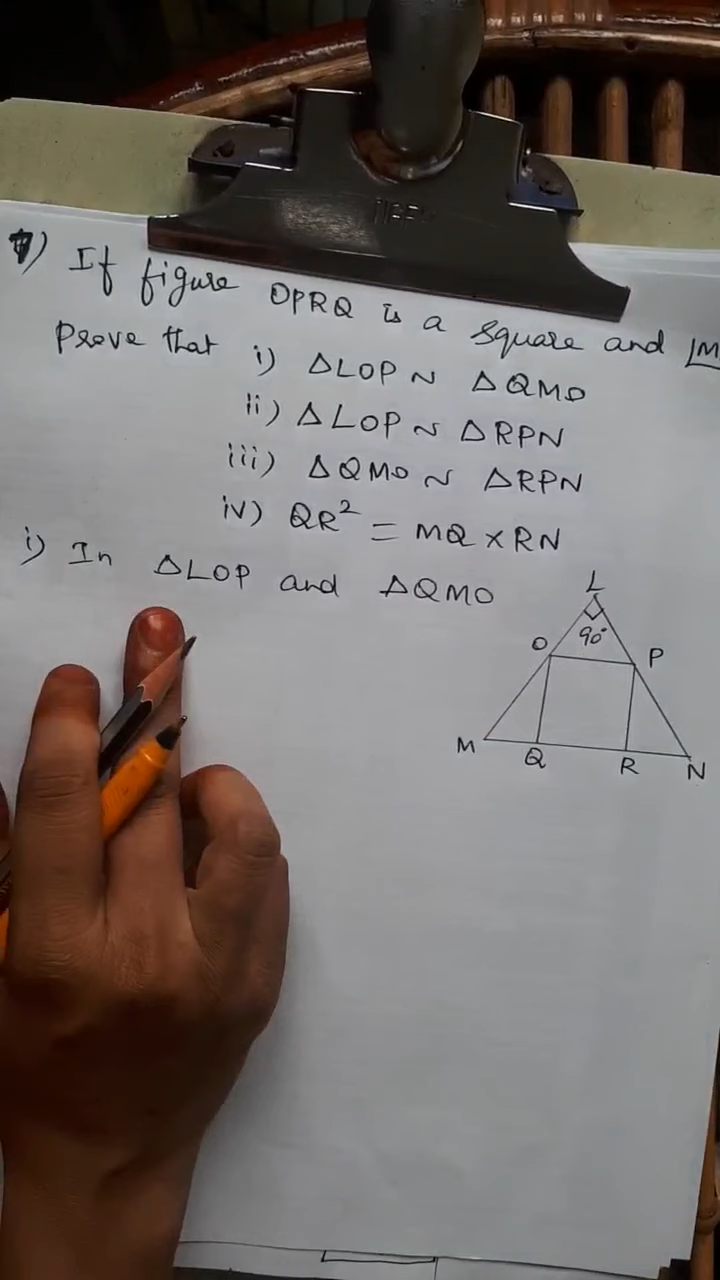 If figure OPRQ is a square and ∠M
Prove that i) △LOP ~ △QMO
ii) △LOP ~ △RPN
iii) △QMO ~ △RPN
iv) QR² = MQ × RN
i) In △LOP and △QMO
L
90°
O P
M Q R N